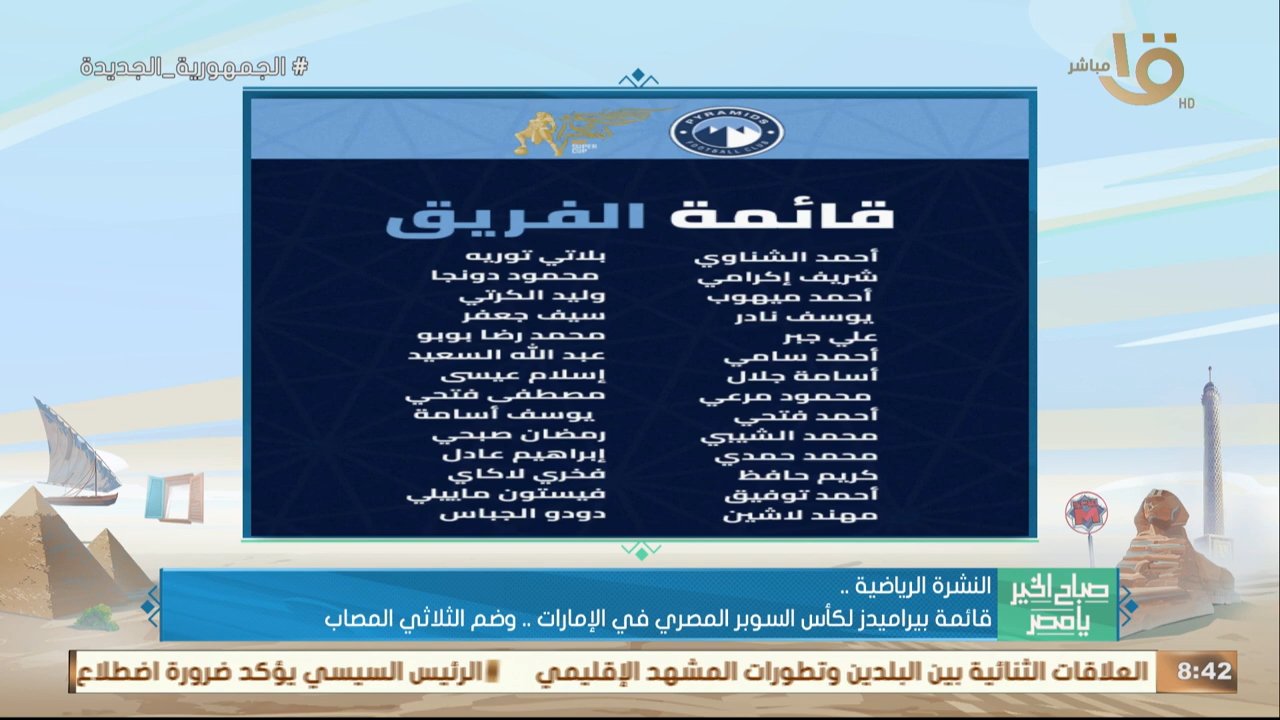 # الجمهورية_الجديدة
مباشر
HD
PYRAMIDS
FOOTBALL CLUB
SUPER
CUP
قائمة الفريق
أحمد الشناوي
شريف إكرامي
أحمد ميهوب
يوسف نادر
علي جبر
أحمد سامي
أسامة جلال
محمود مرعي
أحمد فتحي
محمد الشيبي
محمد حمدي
كريم حافظ
أحمد توفيق
مهند لاشين
بلاتي توريه
محمود دونجا
وليد الكرتي
سيف جعفر
محمد رضا بوبو
عبد الله السعيد
إسلام عيسى
مصطفى فتحي
يوسف أسامة
رمضان صبحي
إبراهيم عادل
فخري لاكاي
فيستون ماييلي
دودو الجباس
صباح الخير
يا مصر
النشرة الرياضية ..
قائمة بيراميدز لكأس السوبر المصري في الإمارات .. وضم الثلاثي المصاب
8:42
العلاقات الثنائية بين البلدين وتطورات المشهد الإقليمي
الرئيس السيسي يؤكد ضرورة اضطلاع